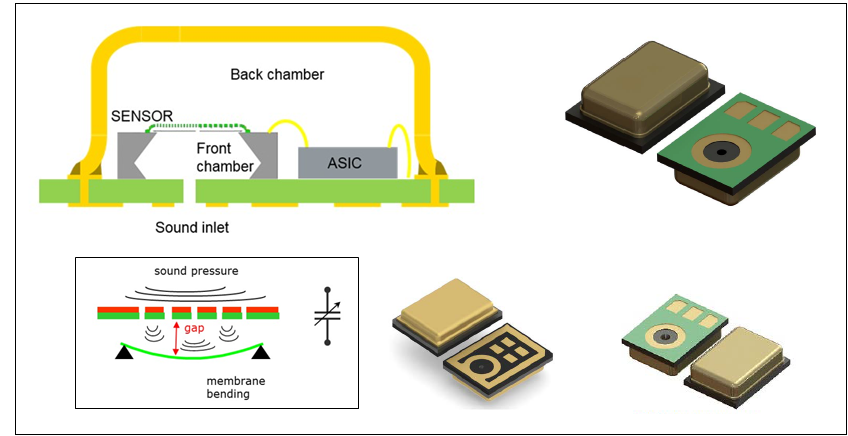 Back chamber
SENSOR
Front
chamber
ASIC
Sound inlet
sound pressure
gap
membrane
bending